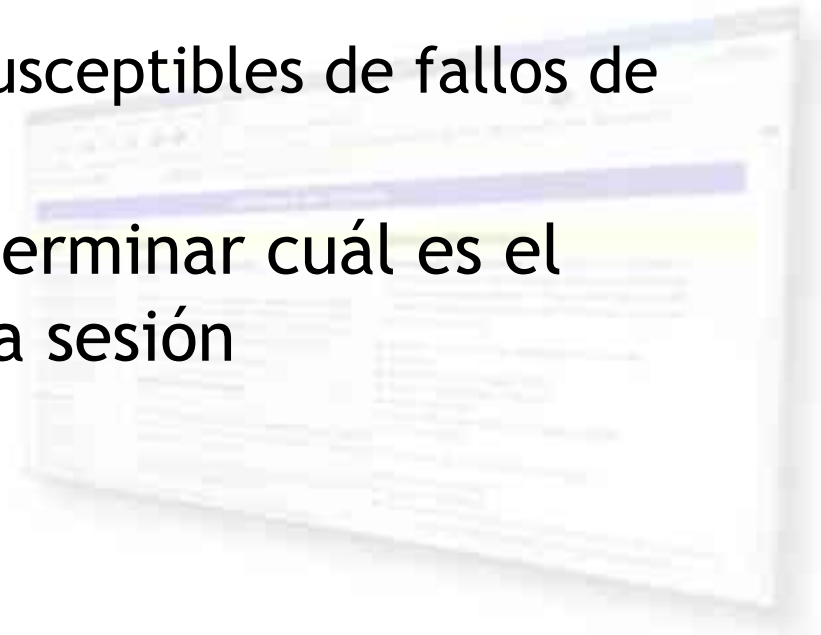 usceptibles de fallos de
erminar cuál es el
a sesión